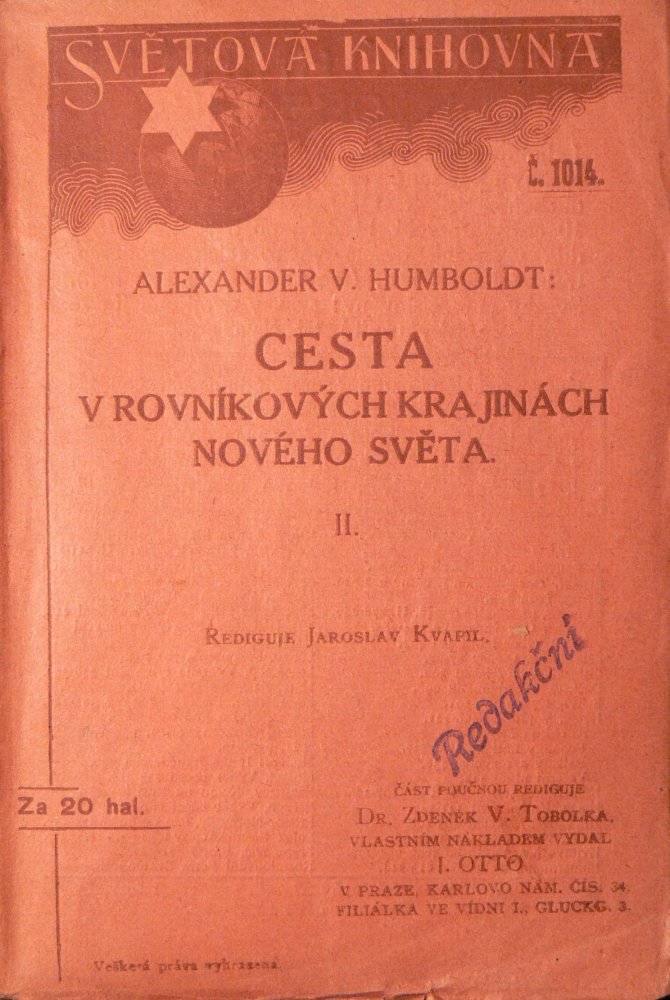 SVĚTOVÁ KNIHOVNA
Č. 1014.
ALEXANDER V. HUMBOLDT:
CESTA
V ROVNÍKOVÝCH KRAJINÁCH
NOVÉHO SVĚTA.
II.
REDIGUJE JAROSLAV KVAPIL.
Redakční
Za 20 hal.
ČÁST POUČNOU REDIGUJE
DR. ZDENĚK V. TOBOLKA.
VLASTNÍM NÁKLADEM VYDAL
J. OTTO
V PRAZE, KARLOVO NÁM. ČÍS. 34.
FILIÁLKA VE VÍDNI I., GLUCKG. 3.
Veškerá práva vyhrazena.